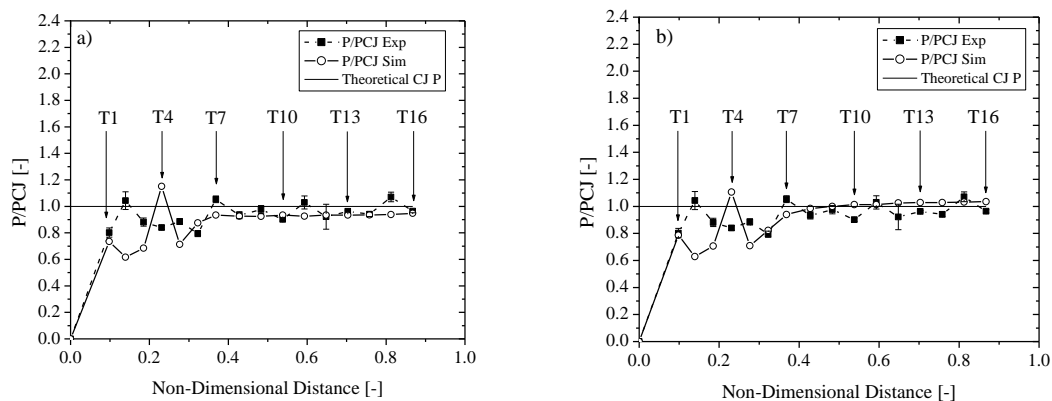 a)
P/PCJ Exp
P/PCJ Sim
Theoretical CJ P
T1 T4 T7 T10 T13 T16
2.4
2.2
2.0
1.8
1.6
1.4
1.2
1.0
0.8
0.6
0.4
0.2
0.0
P/PCJ [-]
0.0 0.2 0.4 0.6 0.8 1.0
Non-Dimensional Distance [-]
b)
P/PCJ Exp
P/PCJ Sim
Theoretical CJ P
T1 T4 T7 T10 T13 T16
2.4
2.2
2.0
1.8
1.6
1.4
1.2
1.0
0.8
0.6
0.4
0.2
0.0
P/PCJ [-]
0.0 0.2 0.4 0.6 0.8 1.0
Non-Dimensional Distance [-]